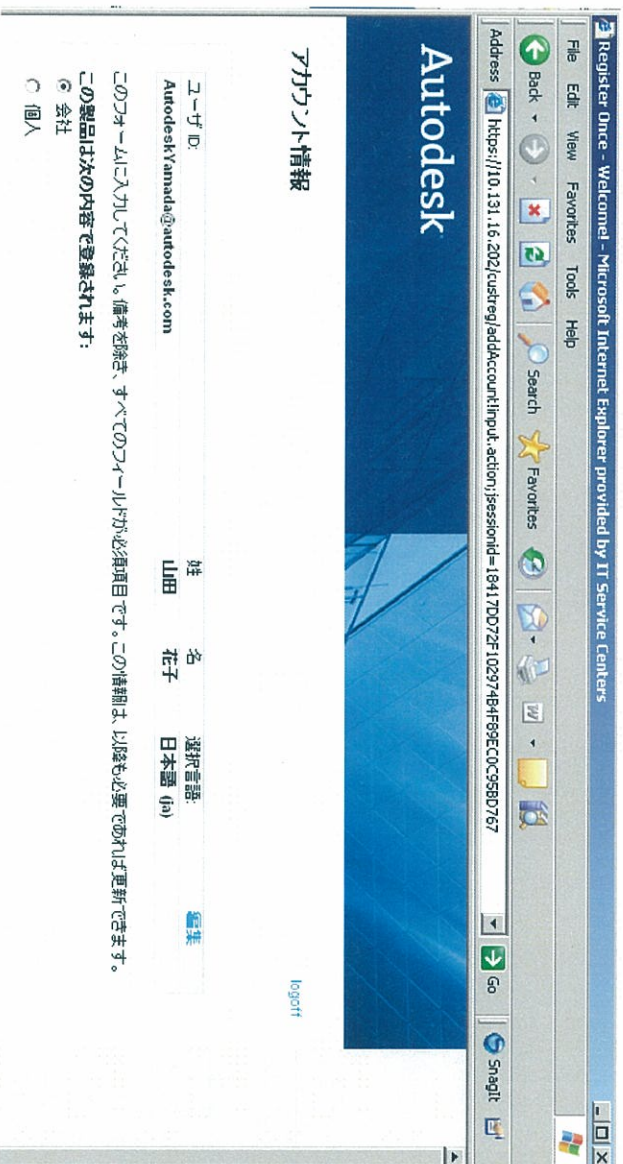 Register Once - Welcome! - Microsoft Internet Explorer provided by IT Service Centers
File Edit View Favorites Tools Help
Back Search Favorites
Address https://10.131.16.202/custreg/addAccount!input.action;jsessionid=18417DD72F102974B4F89EC0C95BD767 Go SnagIt
Autodesk
logoff
アカウント情報
ユーザ ID: 姓 名 選択言語: 編集
AutodeskYamada@autodesk.com 山田 花子 日本語 (ja)
このフォームに入力してください。備考を除き、すべてのフィールドが必須項目です。この情報は、以降も必要であれば更新できます。
この製品は次の内容で登録されます:
会社
個人